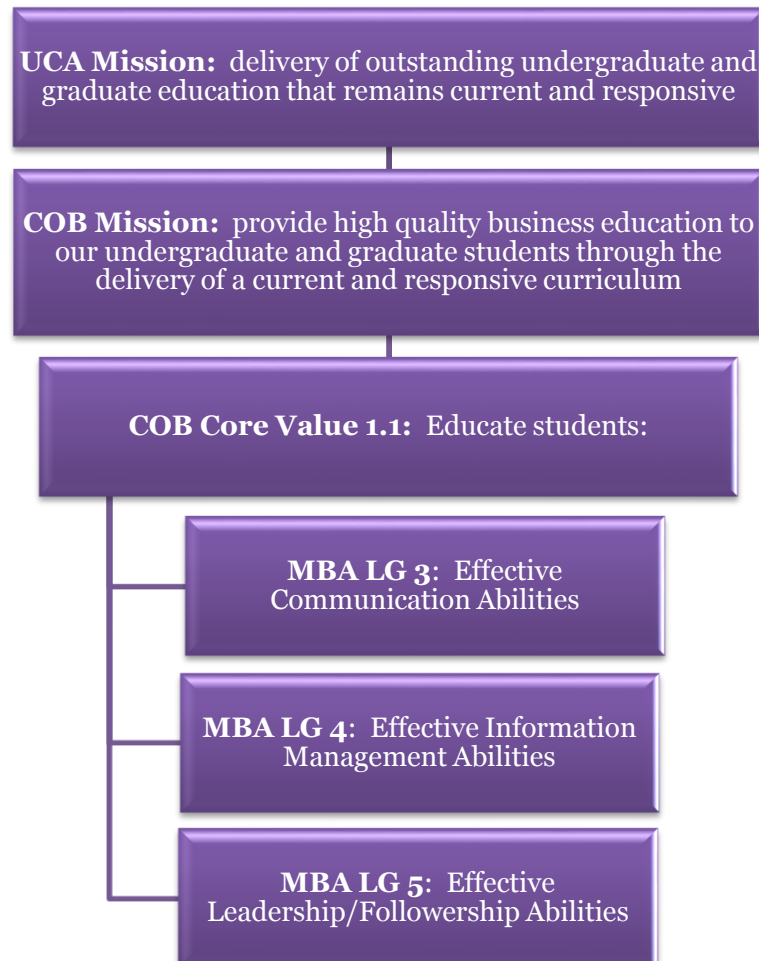 UCA Mission: delivery of outstanding undergraduate and
graduate education that remains current and responsive
COB Mission: provide high quality business education to
our undergraduate and graduate students through the
delivery of a current and responsive curriculum
COB Core Value 1.1: Educate students:
MBA LG 3: Effective
Communication Abilities
MBA LG 4: Effective Information
Management Abilities
MBA LG 5: Effective
Leadership/Followership Abilities